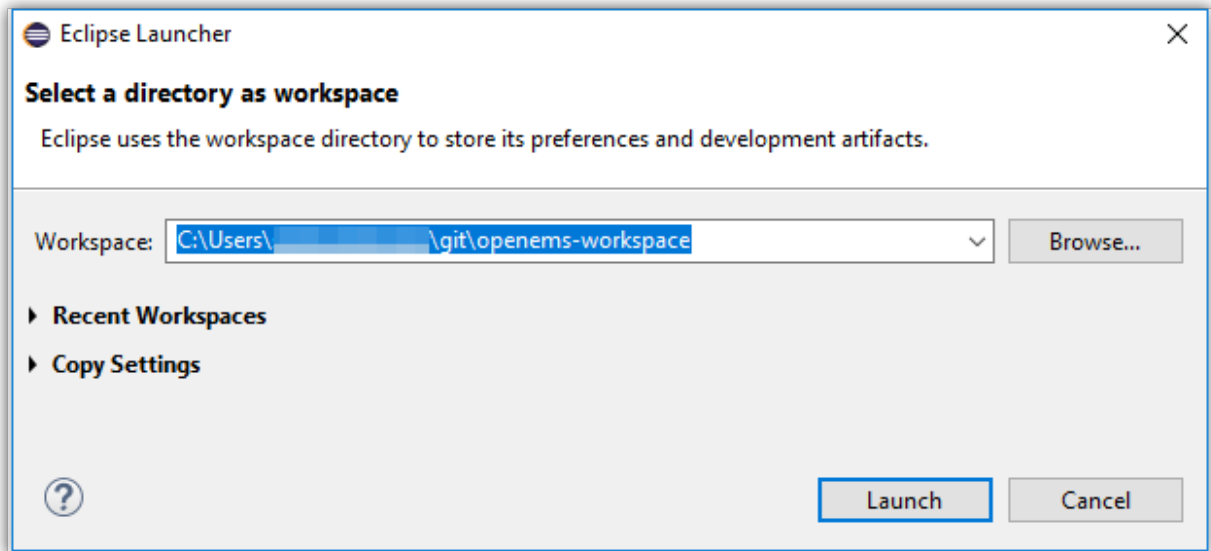 Eclipse Launcher
Select a directory as workspace
Eclipse uses the workspace directory to store its preferences and development artifacts.
Workspace: C:\Users\ \git\openems-workspace Browse...
Recent Workspaces
Copy Settings
? Launch Cancel